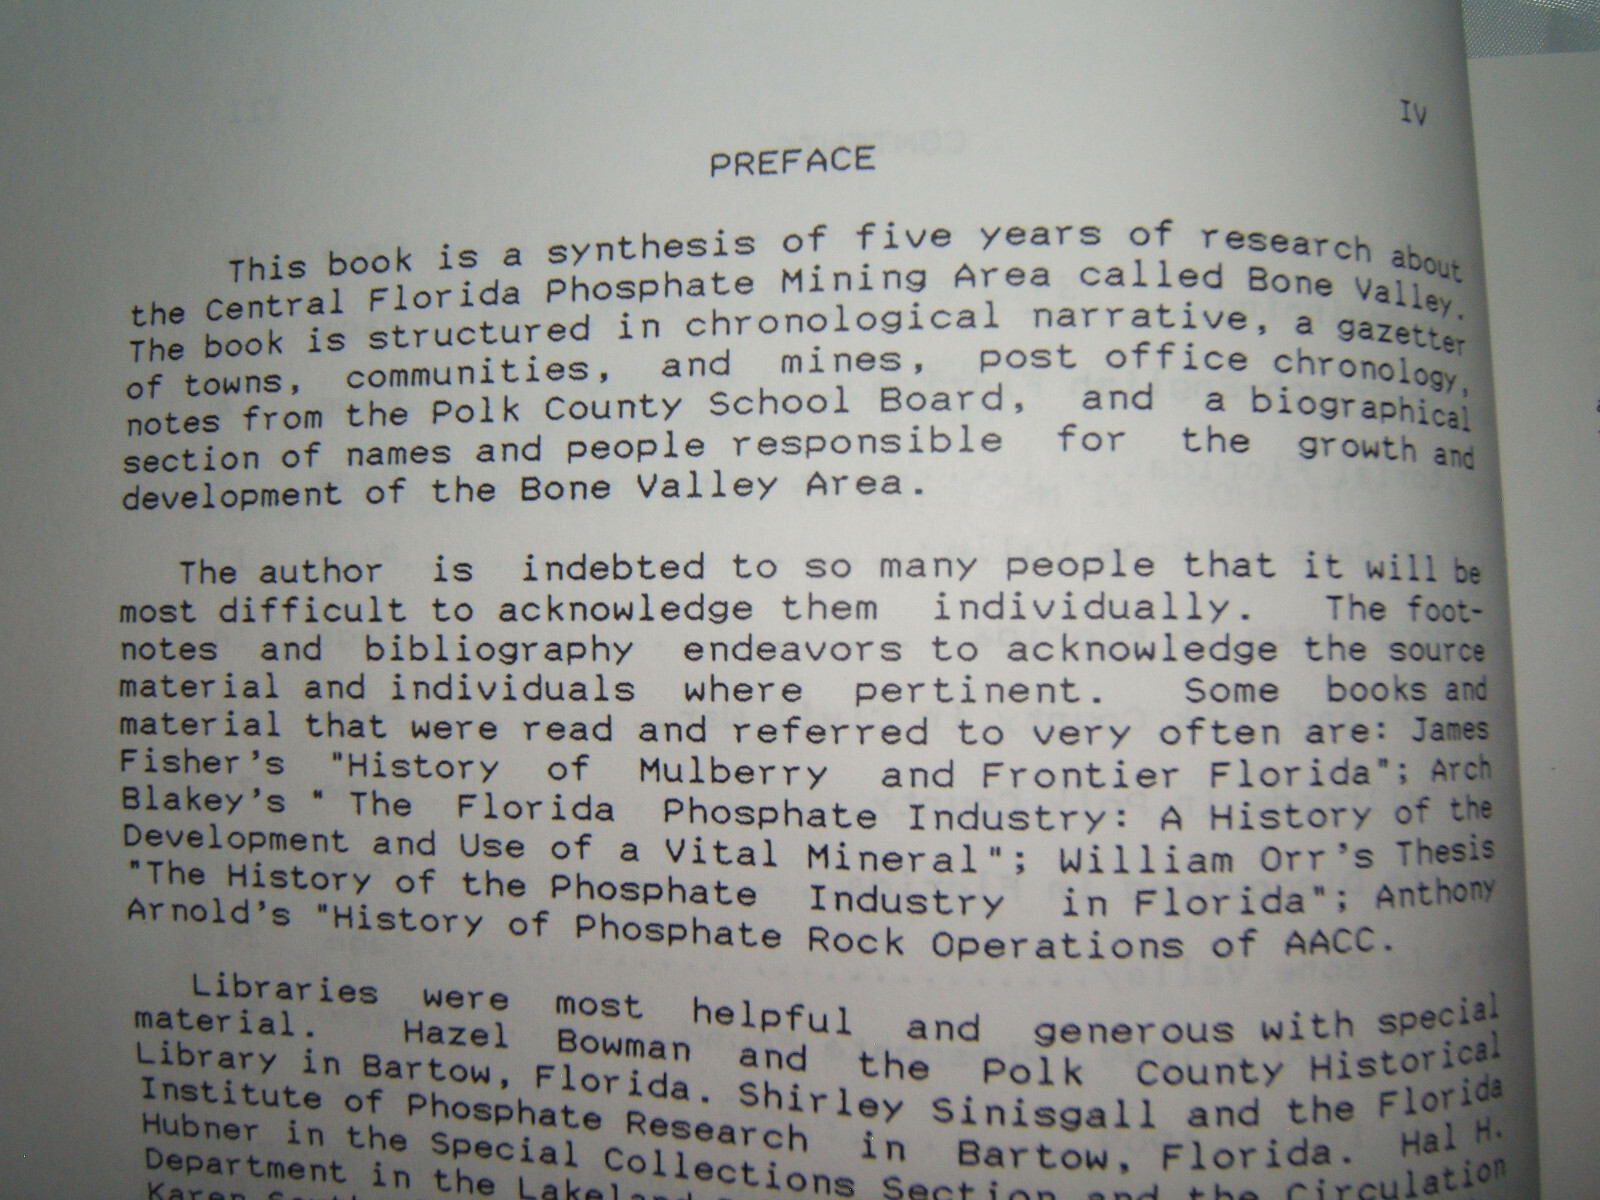 IV
PREFACE
This book is a synthesis of five years of research about
the Central Florida Phosphate Mining Area called Bone Valley.
The book is structured in chronological narrative, a gazetter
of towns, communities, and mines, post office chronology,
notes from the Polk County School Board, and a biographical
section of names and people responsible for the growth and
development of the Bone Valley Area.
The author is indebted to so many people that it will be
most difficult to acknowledge them individually. The foot-
notes and bibliography endeavors to acknowledge the source
material and individuals where pertinent. Some books and
material that were read and referred to very often are: James
Fisher's "History of Mulberry and Frontier Florida"; Arch
Blakey's " The Florida Phosphate Industry: A History of the
Development and Use of a Vital Mineral"; William Orr's Thesis
"The History of the Phosphate Industry in Florida"; Anthony
Arnold's "History of Phosphate Rock Operations of AACC.
Libraries were most helpful and generous with special
material. Hazel Bowman and the Polk County Historical
Library in Bartow, Florida. Shirley Sinisgall and the Florida
Institute of Phosphate Research in Bartow, Florida. Hal H.
Hubner in the Special Collections Section and the Circulation
Department in the Lakeland
Karen